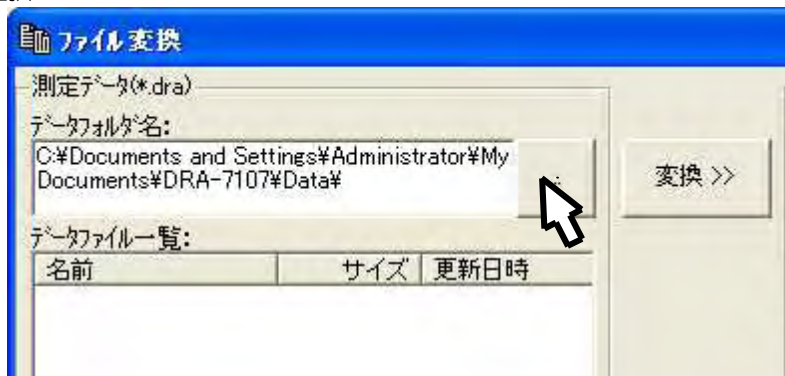 ファイル変換
測定データ(*.dra)
データフォルダ名:
C:¥Documents and Settings¥Administrator¥My
Documents¥DRA-7107¥Data¥
変換 >>
データファイル一覧:
名前 サイズ 更新日時